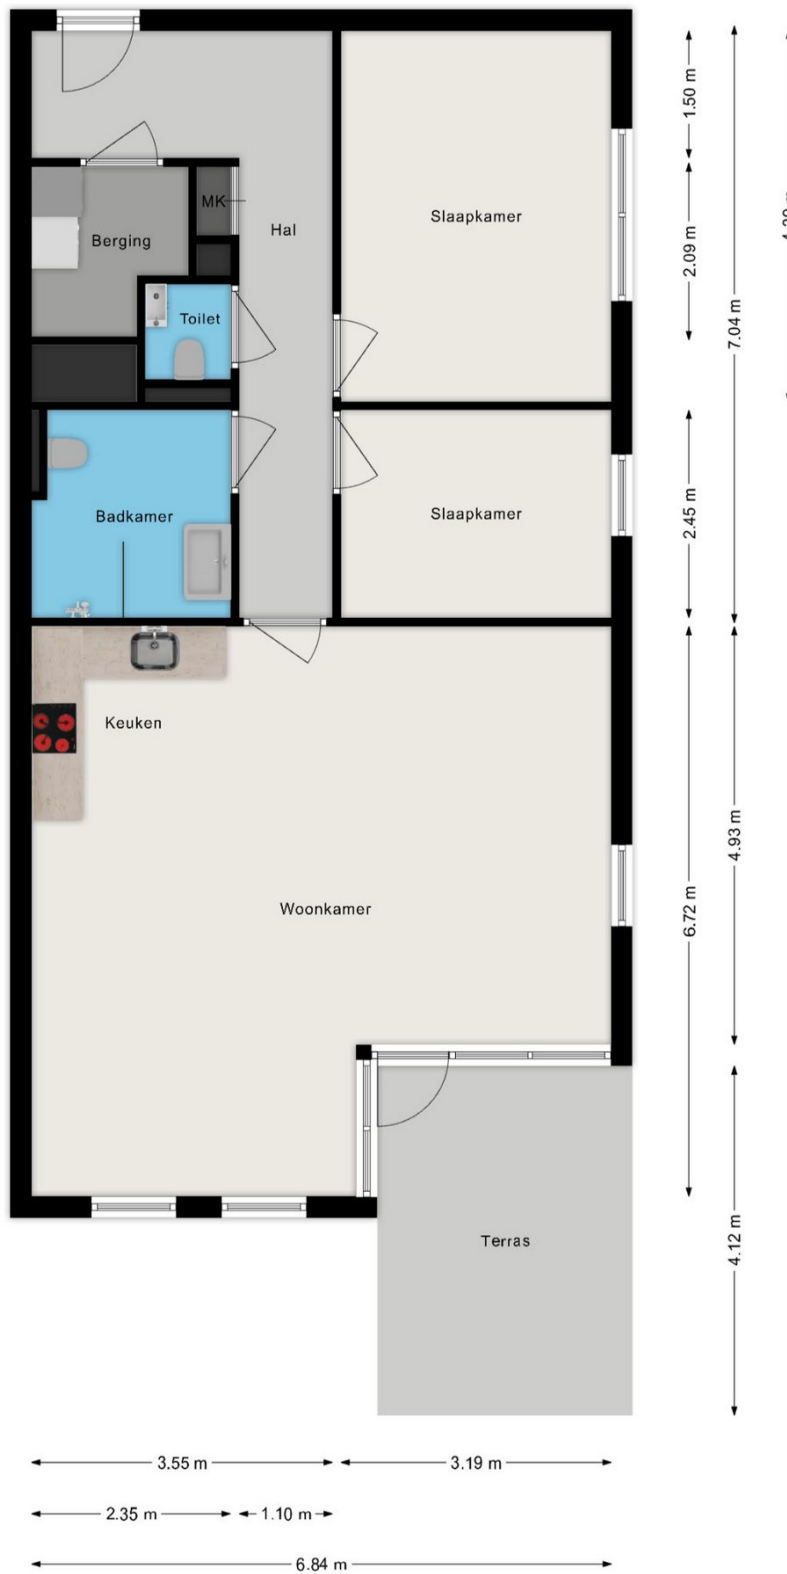 1.50 m
MK
Slaapkamer
Hal
Berging
2.09 m
7.04 m
Toilet
2.45 m
Slaapkamer
Badkamer
Keuken
4.93 m
Woonkamer
6.72 m
Terras
4.12 m
3.55 m
3.19 m
2.35 m
1.10 m
6.84 m